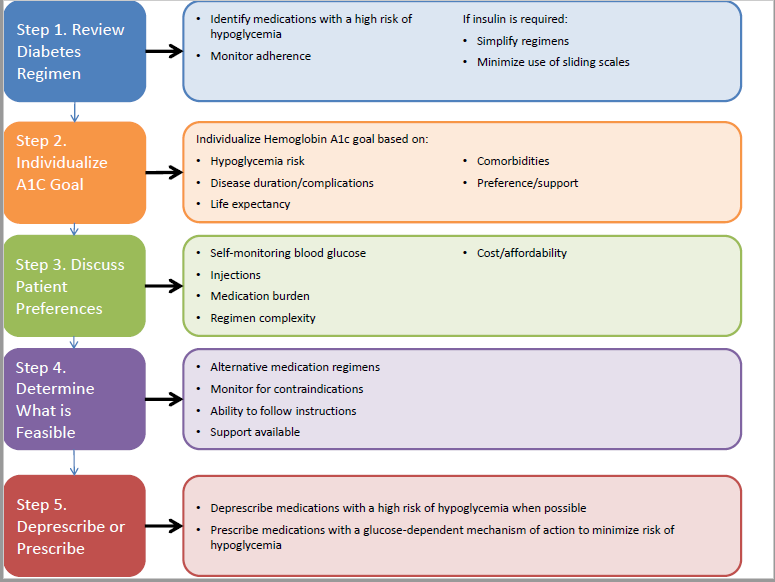 Step 1. Review
Diabetes
Regimen
• Identify medications with a high risk of
hypoglycemia
• Monitor adherence
If insulin is required:
• Simplify regimens
• Minimize use of sliding scales
Step 2.
Individualize
A1C Goal
Individualize Hemoglobin A1c goal based on:
• Hypoglycemia risk
• Disease duration/complications
• Life expectancy
• Comorbidities
• Preference/support
Step 3. Discuss
Patient
Preferences
• Self-monitoring blood glucose
• Injections
• Medication burden
• Regimen complexity
• Cost/affordability
Step 4.
Determine
What is
Feasible
• Alternative medication regimens
• Monitor for contraindications
• Ability to follow instructions
• Support available
Step 5.
Deprescribe or
Prescribe
• Deprescribe medications with a high risk of hypoglycemia when possible
• Prescribe medications with a glucose-dependent mechanism of action to minimize risk of
hypoglycemia